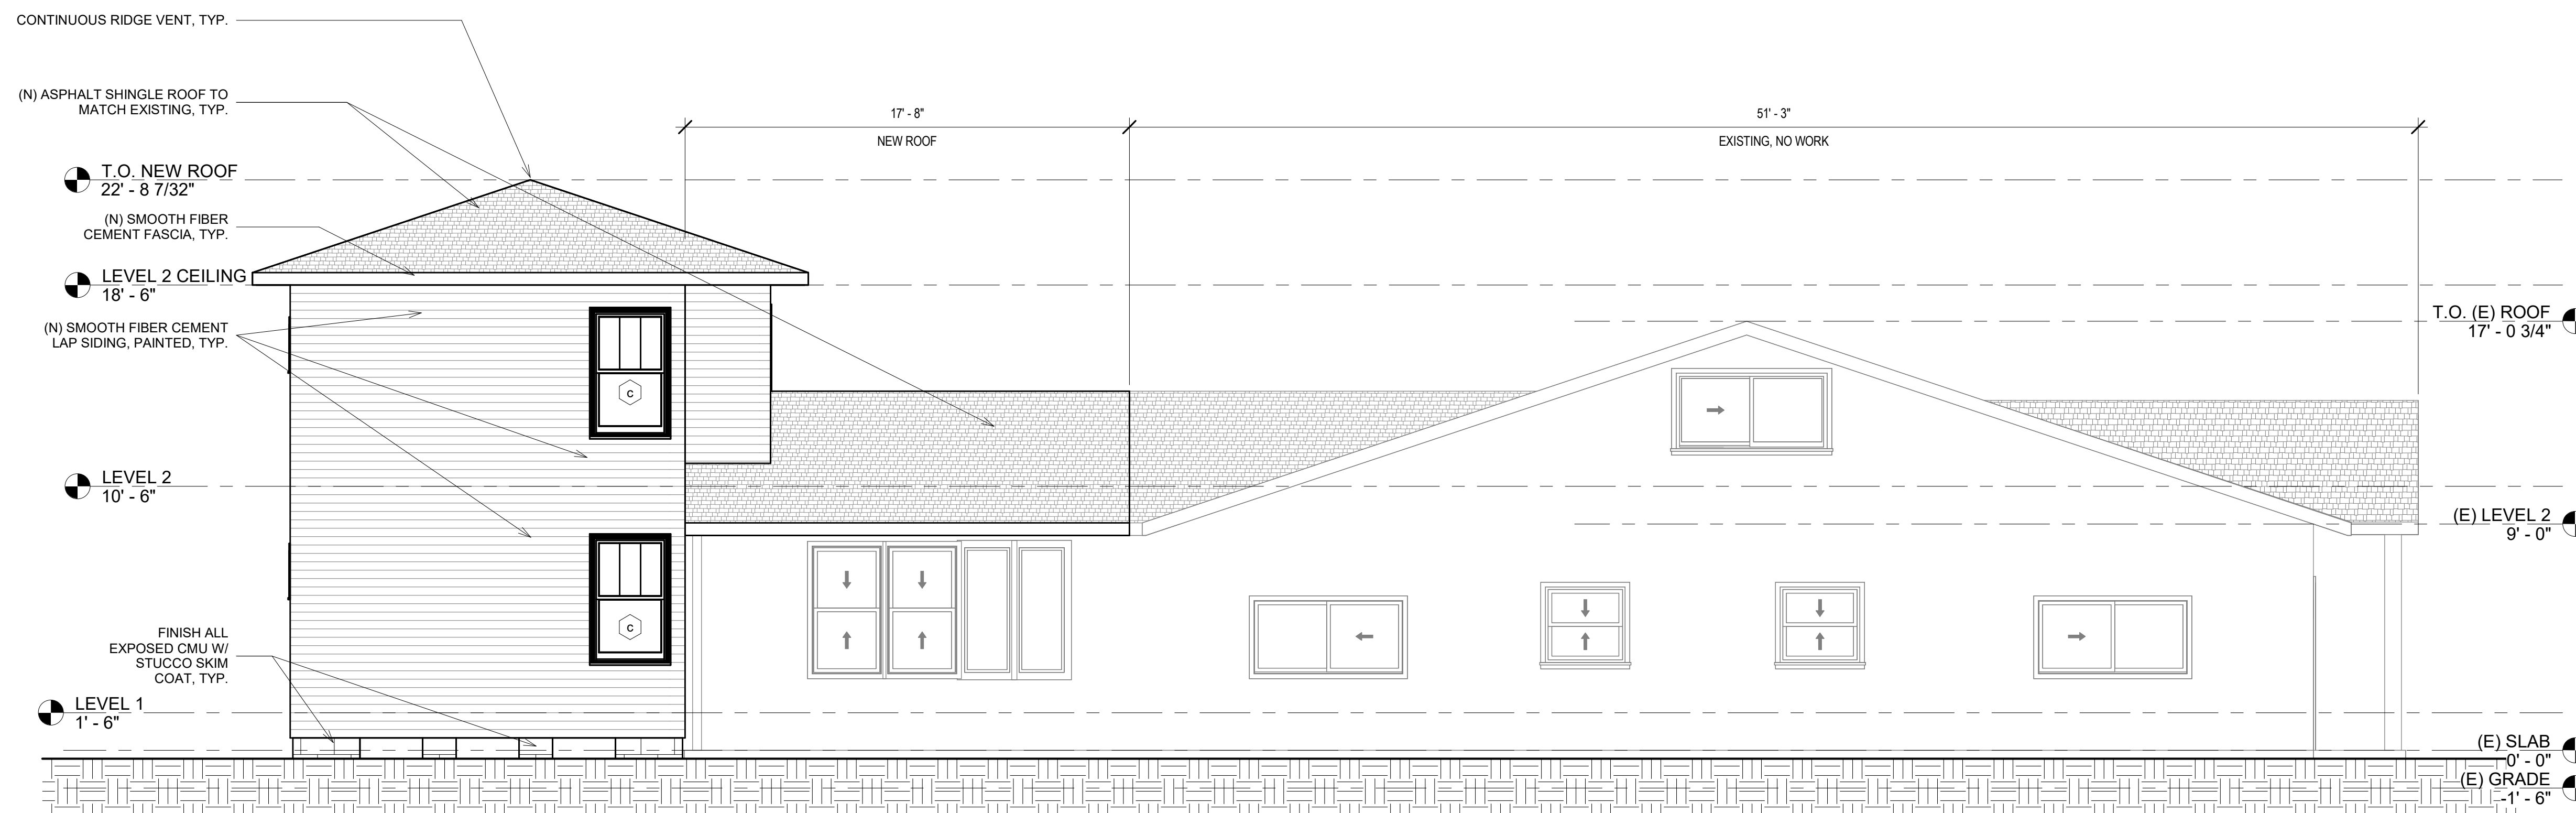 CONTINUOUS RIDGE VENT, TYP.
(N) ASPHALT SHINGLE ROOF TO
MATCH EXISTING, TYP.
17' - 8"
NEW ROOF
51' - 3"
EXISTING, NO WORK
T.O. NEW ROOF
22' - 8 7/32"
(N) SMOOTH FIBER
CEMENT FASCIA, TYP.
LEVEL 2 CEILING
18' - 6"
(N) SMOOTH FIBER CEMENT
LAP SIDING, PAINTED, TYP.
T.O. (E) ROOF
17' - 0 3/4"
C
LEVEL 2
10' - 6"
(E) LEVEL 2
9' - 0"
C
FINISH ALL
EXPOSED CMU W/
STUCCO SKIM
COAT, TYP.
LEVEL 1
1' - 6"
(E) SLAB
0' - 0"
(E) GRADE
-1' - 6"